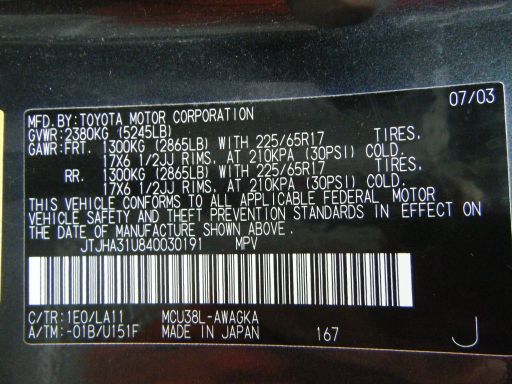 MFD.BY:TOYOTA MOTOR CORPORATION 07/03
GVWR:2380KG (5245LB)
GAWR:FRT. 1300KG (2865LB) WITH 225/65R17 TIRES.
17X6 1/2JJ RIMS, AT 210KPA (30PSI) COLD.
RR. 1300KG (2865LB) WITH 225/65R17 TIRES.
17X6 1/2JJ RIMS, AT 210KPA (30PSI) COLD.
THIS VEHICLE CONFORMS TO ALL APPLICABLE FEDERAL MOTOR
VEHICLE SAFETY AND THEFT PREVENTION STANDARDS IN EFFECT ON
THE DATE OF MANUFACTURE SHOWN ABOVE.
JTJHA31U840030191 MPV
C/TR:1E0/LA11 MCU38L-AWAGKA
A/TM:-01B/U151F MADE IN JAPAN 167 J